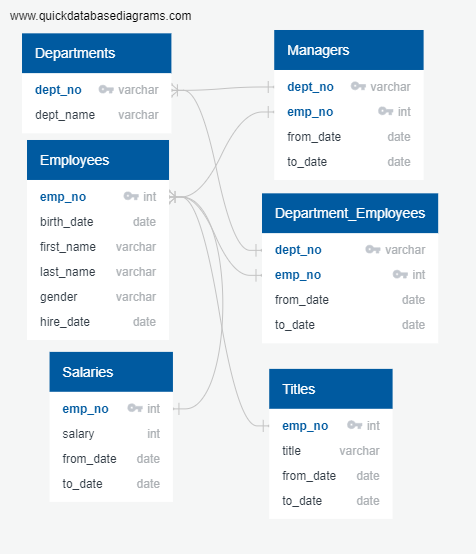 www.quickdatabasediagrams.com
Departments
dept_no varchar
dept_name varchar
Managers
dept_no varchar
emp_no int
from_date date
to_date date
Employees
emp_no int
birth_date date
first_name varchar
last_name varchar
gender varchar
hire_date date
Department_Employees
dept_no varchar
emp_no int
from_date date
to_date date
Salaries
emp_no int
salary int
from_date date
to_date date
Titles
emp_no int
title varchar
from_date date
to_date date